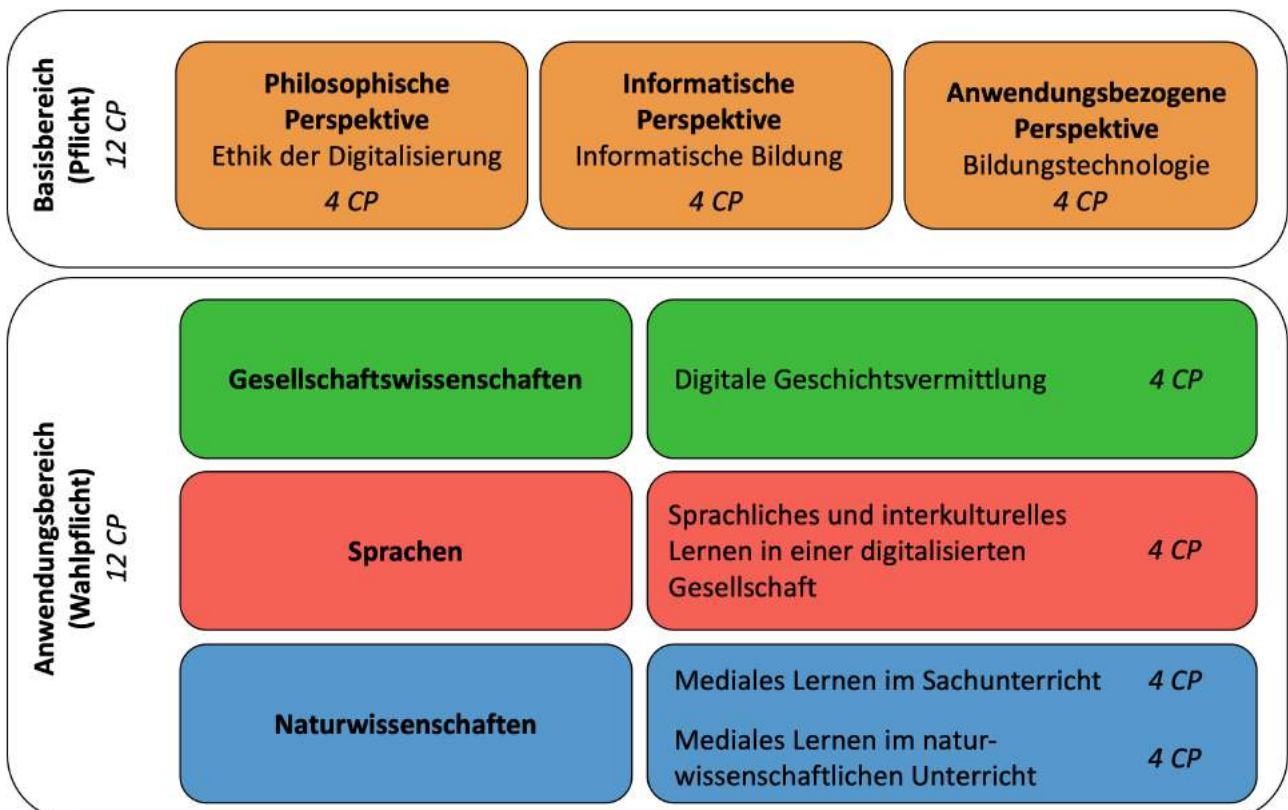 Basisbereich
(Pflicht)
12 CP
Philosophische
Perspektive
Ethik der Digitalisierung
4 CP
Informatische
Perspektive
Informatische Bildung
4 CP
Anwendungsbezogene
Perspektive
Bildungstechnologie
4 CP
Anwendungsbereich
(Wahlpflicht)
12 CP
Gesellschaftswissenschaften
Digitale Geschichtsvermittlung 4 CP
Sprachen
Sprachliches und interkulturelles
Lernen in einer digitalisierten 4 CP
Gesellschaft
Naturwissenschaften
Mediales Lernen im Sachunterricht 4 CP
Mediales Lernen im natur-
wissenschaftlichen Unterricht 4 CP